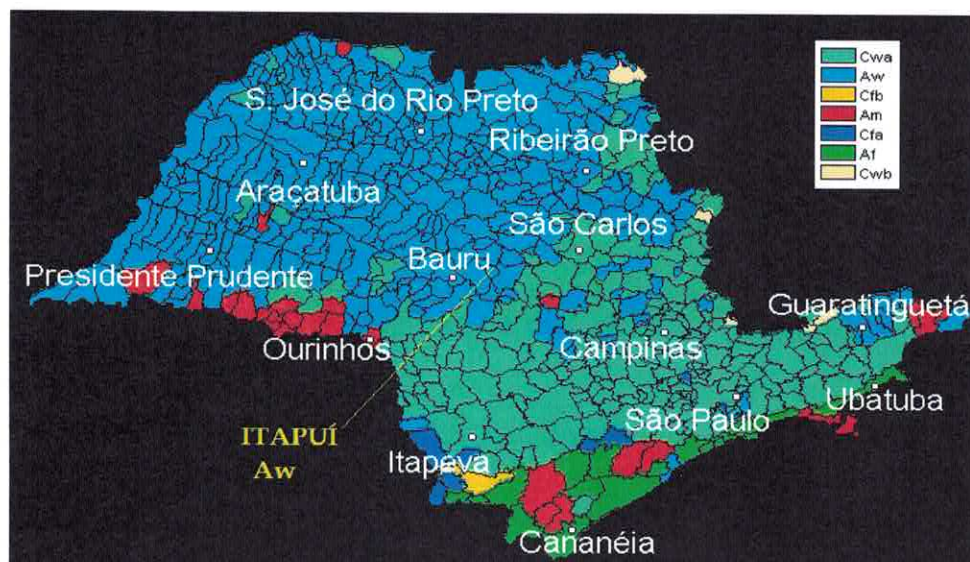 Cwa
Aw
Cfb
Am
Cfa
Af
Cwb
S. José do Rio Preto
Ribeirão Preto
Araçatuba
São Carlos
Bauru
Presidente Prudente
Guaratinguetá
Ourinhos
Campinas
Ubatuba
São Paulo
ITAPUÍ
Aw
Itapeva
Cananéia